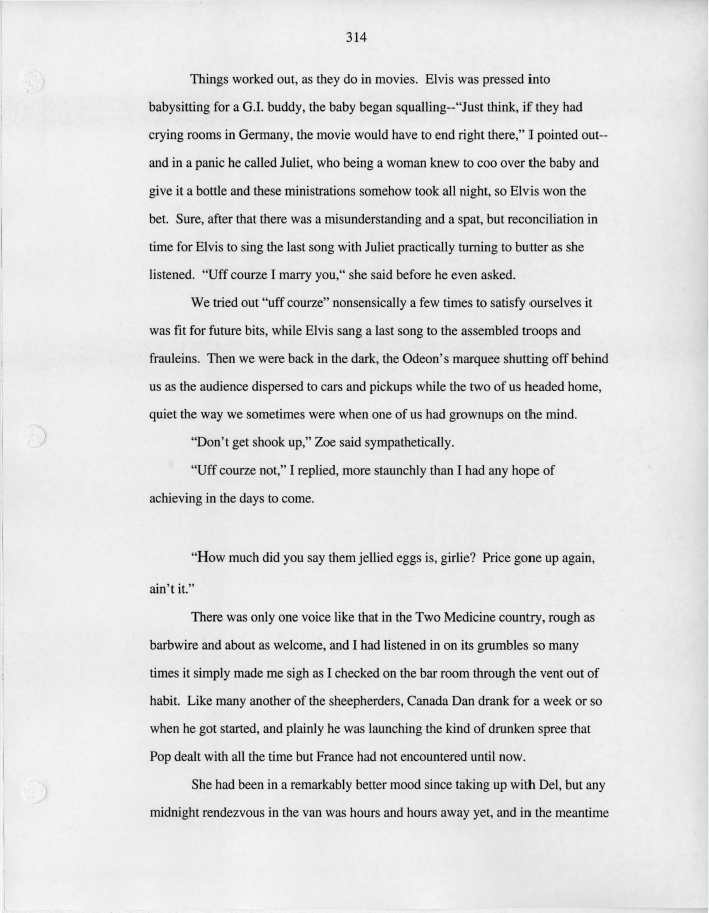 314
Things worked out, as they do in movies. Elvis was pressed into
babysitting for a G.I. buddy, the baby began squalling--“Just think, if they had
crying rooms in Germany, the movie would have to end right there,” I pointed out--
and in a panic he called Juliet, who being a woman knew to coo over the baby and
give it a bottle and these ministrations somehow took all night, so Elvis won the
bet. Sure, after that there was a misunderstanding and a spat, but reconciliation in
time for Elvis to sing the last song with Juliet practically turning to butter as she
listened. “Uff courze I marry you,“ she said before he even asked.
We tried out “uff courze” nonsensically a few times to satisfy ourselves it
was fit for future bits, while Elvis sang a last song to the assembled troops and
frauleins. Then we were back in the dark, the Odeon’s marquee shutting off behind
us as the audience dispersed to cars and pickups while the two of us headed home,
quiet the way we sometimes were when one of us had grownups on the mind.
“Don’t get shook up,” Zoe said sympathetically.
“Uff courze not,” I replied, more staunchly than I had any hope of
achieving in the days to come.
“How much did you say them jellied eggs is, girlie? Price gone up again,
ain’t it.”
There was only one voice like that in the Two Medicine country, rough as
barbwire and about as welcome, and I had listened in on its grumbles so many
times it simply made me sigh as I checked on the bar room through the vent out of
habit. Like many another of the sheepherders, Canada Dan drank for a week or so
when he got started, and plainly he was launching the kind of drunken spree that
Pop dealt with all the time but France had not encountered until now.
She had been in a remarkably better mood since taking up with Del, but any
midnight rendezvous in the van was hours and hours away yet, and in the meantime